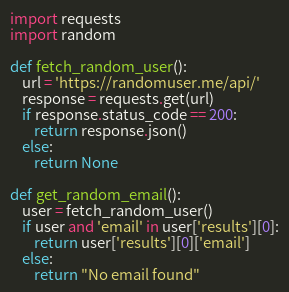 import requests
import random

def fetch_random_user():
    url = 'https://randomuser.me/api/'
    response = requests.get(url)
    if response.status_code == 200:
        return response.json()
    else:
        return None

def get_random_email():
    user = fetch_random_user()
    if user and 'email' in user['results'][0]:
        return user['results'][0]['email']
    else:
        return "No email found"